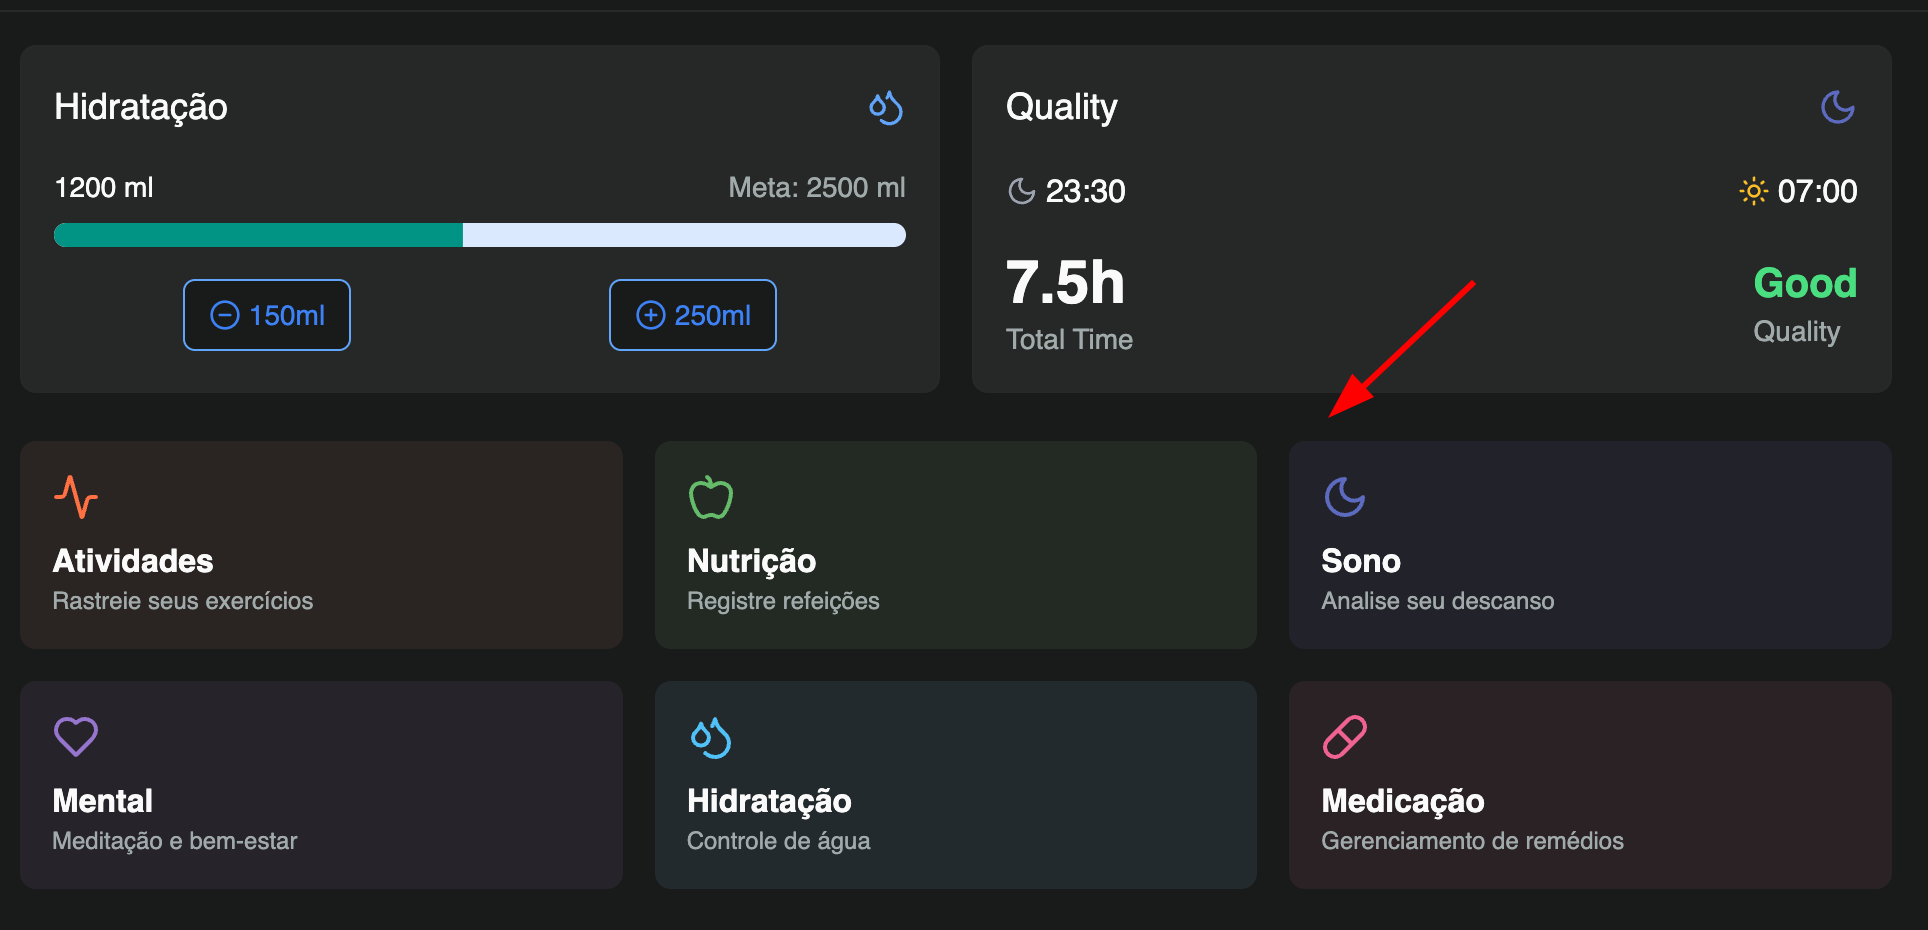 Hidratação
1200 ml
Meta: 2500 ml
150ml
250ml
Quality
23:30
07:00
7.5h
Total Time
Good
Quality
Atividades
Rastreie seus exercícios
Nutrição
Registre refeições
Sono
Analise seu descanso
Mental
Meditação e bem-estar
Hidratação
Controle de água
Medicação
Gerenciamento de remédios